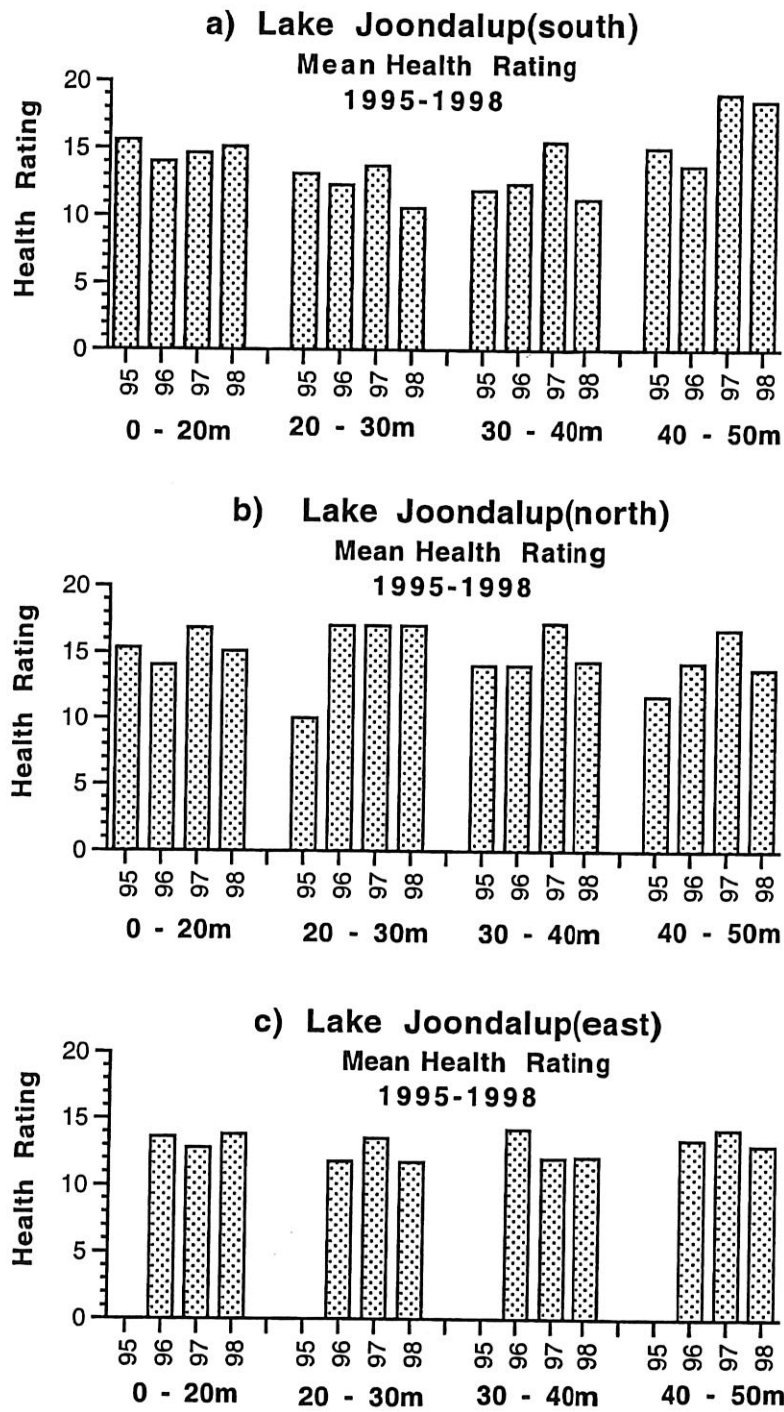 a) Lake Joondalup(south)
Mean Health Rating
1995-1998
Health Rating
20
15
10
5
0
95 96 97 98 95 96 97 98 95 96 97 98 95 96 97 98
0 - 20m 20 - 30m 30 - 40m 40 - 50m
b) Lake Joondalup(north)
Mean Health Rating
1995-1998
Health Rating
20
15
10
5
0
95 96 97 98 95 96 97 98 95 96 97 98 95 96 97 98
0 - 20m 20 - 30m 30 - 40m 40 - 50m
c) Lake Joondalup(east)
Mean Health Rating
1995-1998
Health Rating
20
15
10
5
0
95 96 97 98 95 96 97 98 95 96 97 98 95 96 97 98
0 - 20m 20 - 30m 30 - 40m 40 - 50m